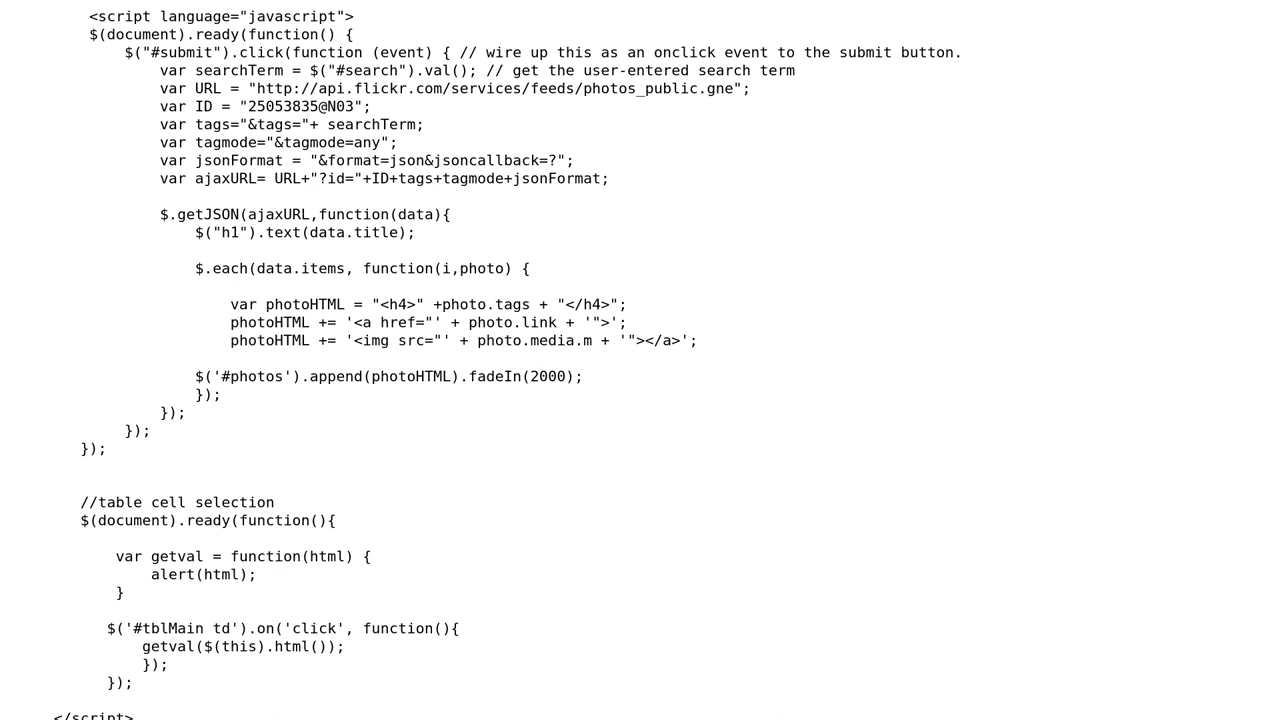 <script language="javascript">
$(document).ready(function() {
$("#submit").click(function (event) { // wire up this as an onclick event to the submit button.
var searchTerm = $("#search").val(); // get the user-entered search term
var URL = "http://api.flickr.com/services/feeds/photos_public.gne";
var ID = "25053835@N03";
var tags="&tags="+ searchTerm;
var tagmode="&tagmode=any";
var jsonFormat = "&format=json&jsoncallback=?";
var ajaxURL= URL+"?id="+ID+tags+tagmode+jsonFormat;
$.getJSON(ajaxURL,function(data){
$("h1").text(data.title);
$.each(data.items, function(i,photo) {
var photoHTML = "<h4>" +photo.tags + "</h4>";
photoHTML += '<a href="' + photo.link + '">';
photoHTML += '<img src="' + photo.media.m + '"></a>';
$('#photos').append(photoHTML).fadeIn(2000);
});
});
});
});
//table cell selection
$(document).ready(function(){
var getval = function(html) {
alert(html);
}
$('#tblMain td').on('click', function(){
getval($(this).html());
});
});
</script>